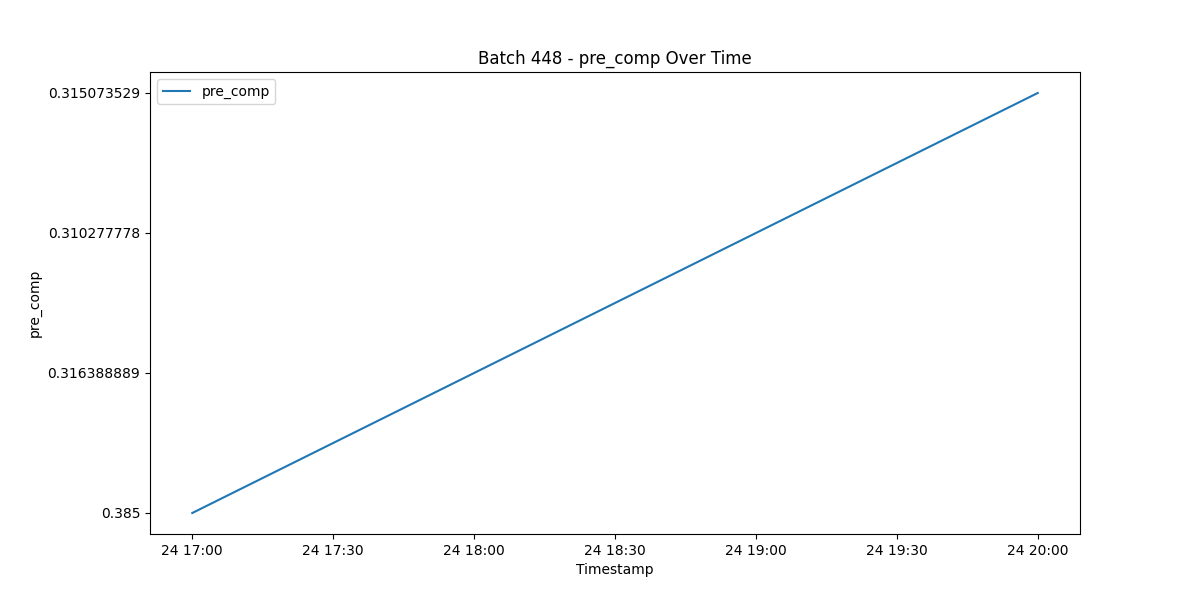 Batch 448 - pre_comp Over Time
pre_comp
0.315073529
0.310277778
0.316388889
0.385
pre_comp
24 17:00
24 17:30
24 18:00
24 18:30
24 19:00
24 19:30
24 20:00
Timestamp